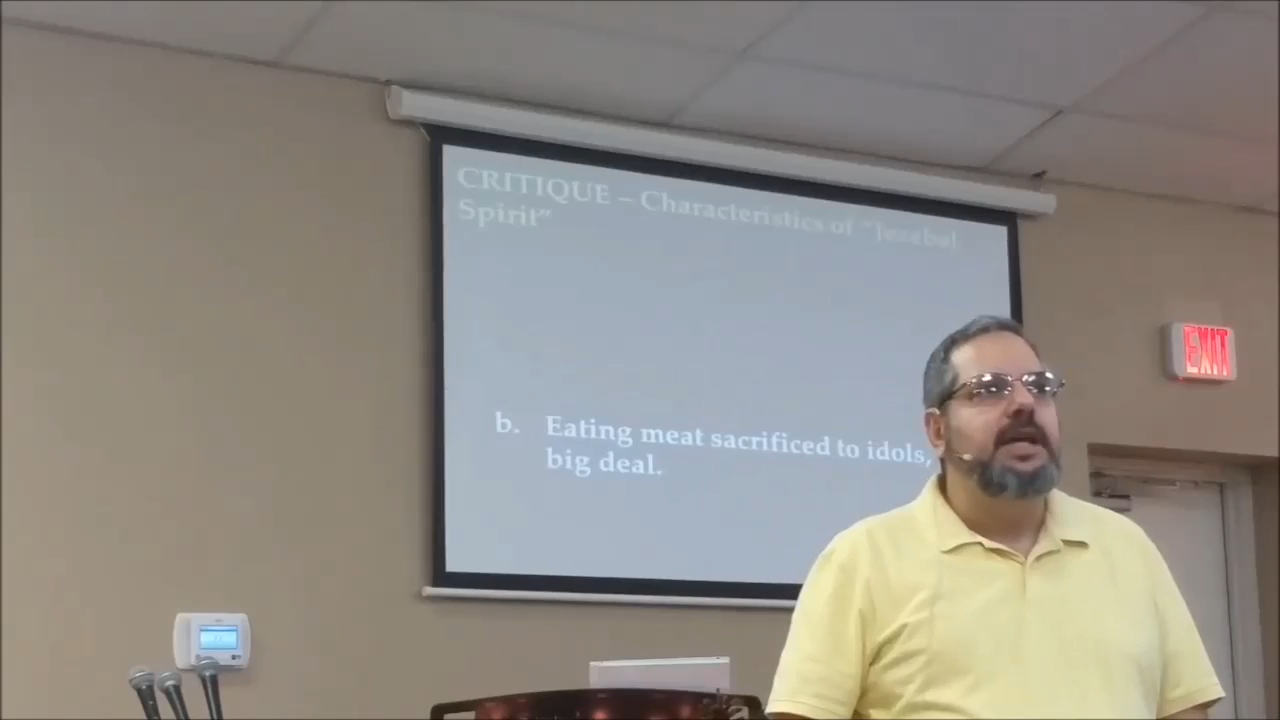 CRITIQUE – Characteristics of "Jezebel
Spirit"
b. Eating meat sacrificed to idols,
big deal.
EXIT